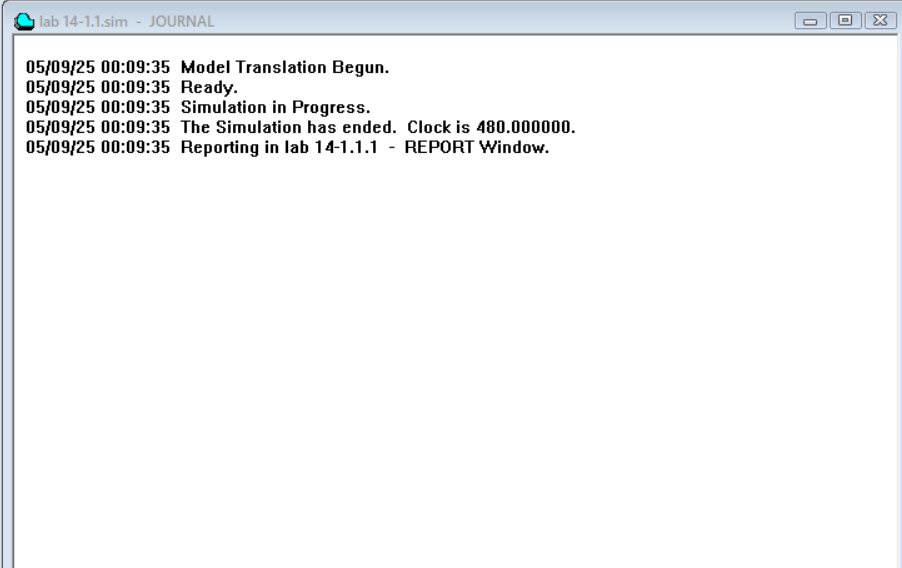 lab 14-1.1.sim - JOURNAL
05/09/25 00:09:35 Model Translation Begun.
05/09/25 00:09:35 Ready.
05/09/25 00:09:35 Simulation in Progress.
05/09/25 00:09:35 The Simulation has ended. Clock is 480.000000.
05/09/25 00:09:35 Reporting in lab 14-1.1.1 - REPORT Window.